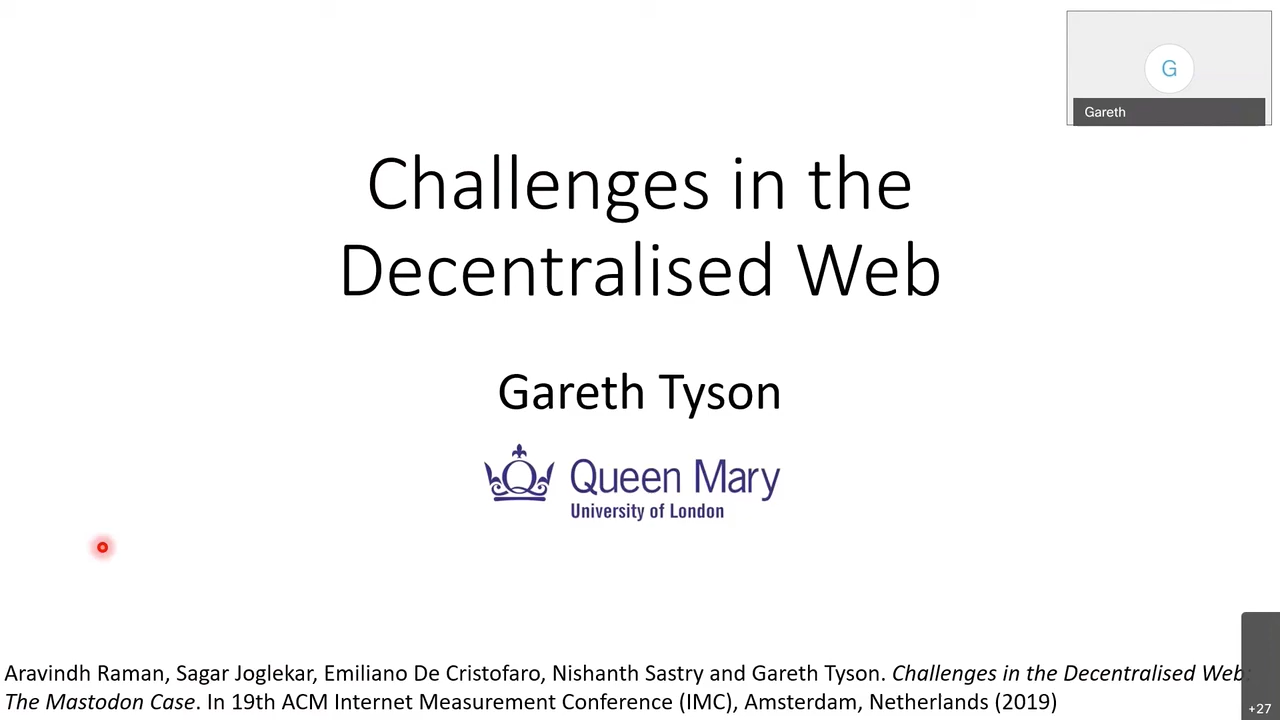 G
Gareth
Challenges in the
Decentralised Web
Gareth Tyson
Queen Mary
University of London
Aravindh Raman, Sagar Joglekar, Emiliano De Cristofaro, Nishanth Sastry and Gareth Tyson. Challenges in the Decentralised Web:
The Mastodon Case. In 19th ACM Internet Measurement Conference (IMC), Amsterdam, Netherlands (2019)
+27